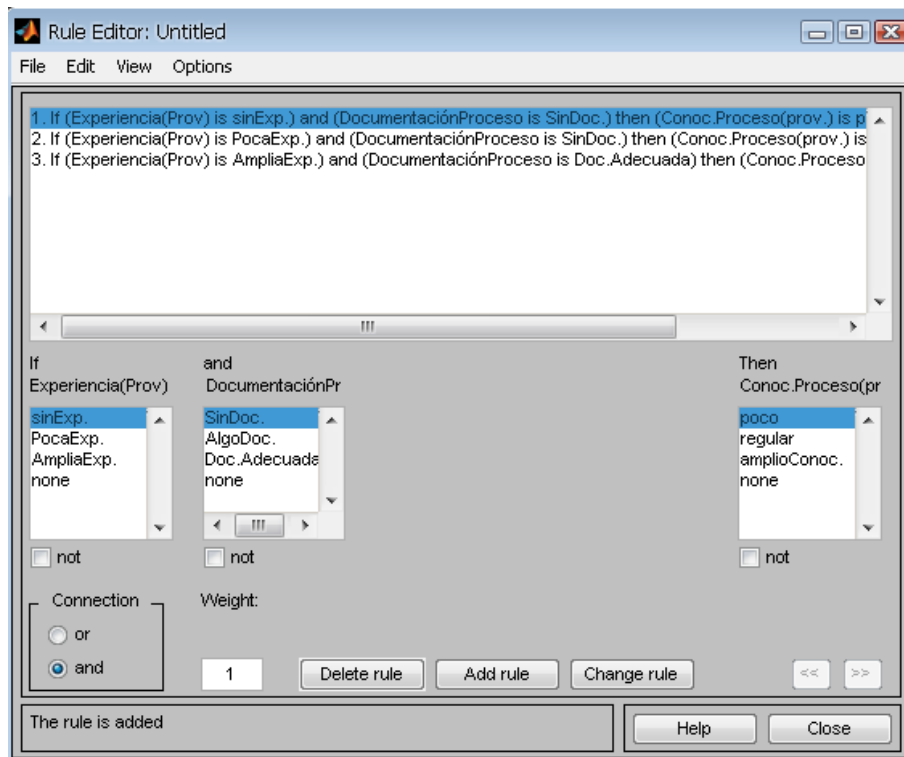 Rule Editor: Untitled
File Edit View Options
1. If (Experiencia(Prov) is sinExp.) and (DocumentaciónProceso is SinDoc.) then (Conoc.Proceso(prov.) is p
2. If (Experiencia(Prov) is PocaExp.) and (DocumentaciónProceso is SinDoc.) then (Conoc.Proceso(prov.) is
3. If (Experiencia(Prov) is AmpliaExp.) and (DocumentaciónProceso is Doc.Adecuada) then (Conoc.Proceso
If and Then
Experiencia(Prov) DocumentaciónPr Conoc.Proceso(pr
sinExp. SinDoc. poco
PocaExp. AlgoDoc. regular
AmpliaExp. Doc.Adecuada amplioConoc.
none none none
not not not
Connection Weight:
or
and 1 Delete rule Add rule Change rule << >>
The rule is added Help Close